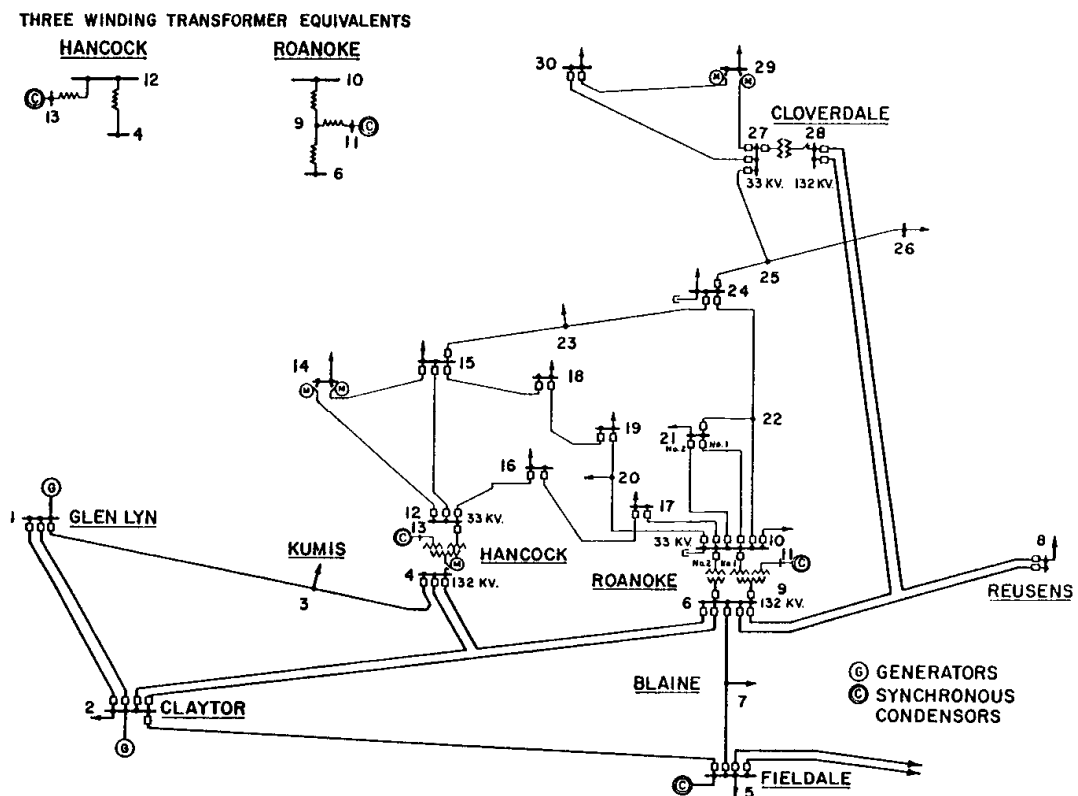 THREE WINDING TRANSFORMER EQUIVALENTS
HANCOCK
ROANOKE
12
C
13
4
10
9
C
11
6
30
29
M
M
CLOVERDALE
27
28
33 KV.
132 KV.
26
25
24
23
14
M
M
15
18
19
22
21
No.2
No.1
16
20
17
G
1
GLEN LYN
12
33 KV.
13
C
HANCOCK
M
KUMIS
4
132 KV.
3
33 KV.
10
11
No.2
No.1
C
ROANOKE
9
8
REUSENS
6
132 KV.
BLAINE
7
2
CLAYTOR
G
G GENERATORS
C SYNCHRONOUS
CONDENSORS
C
5
FIELDALE